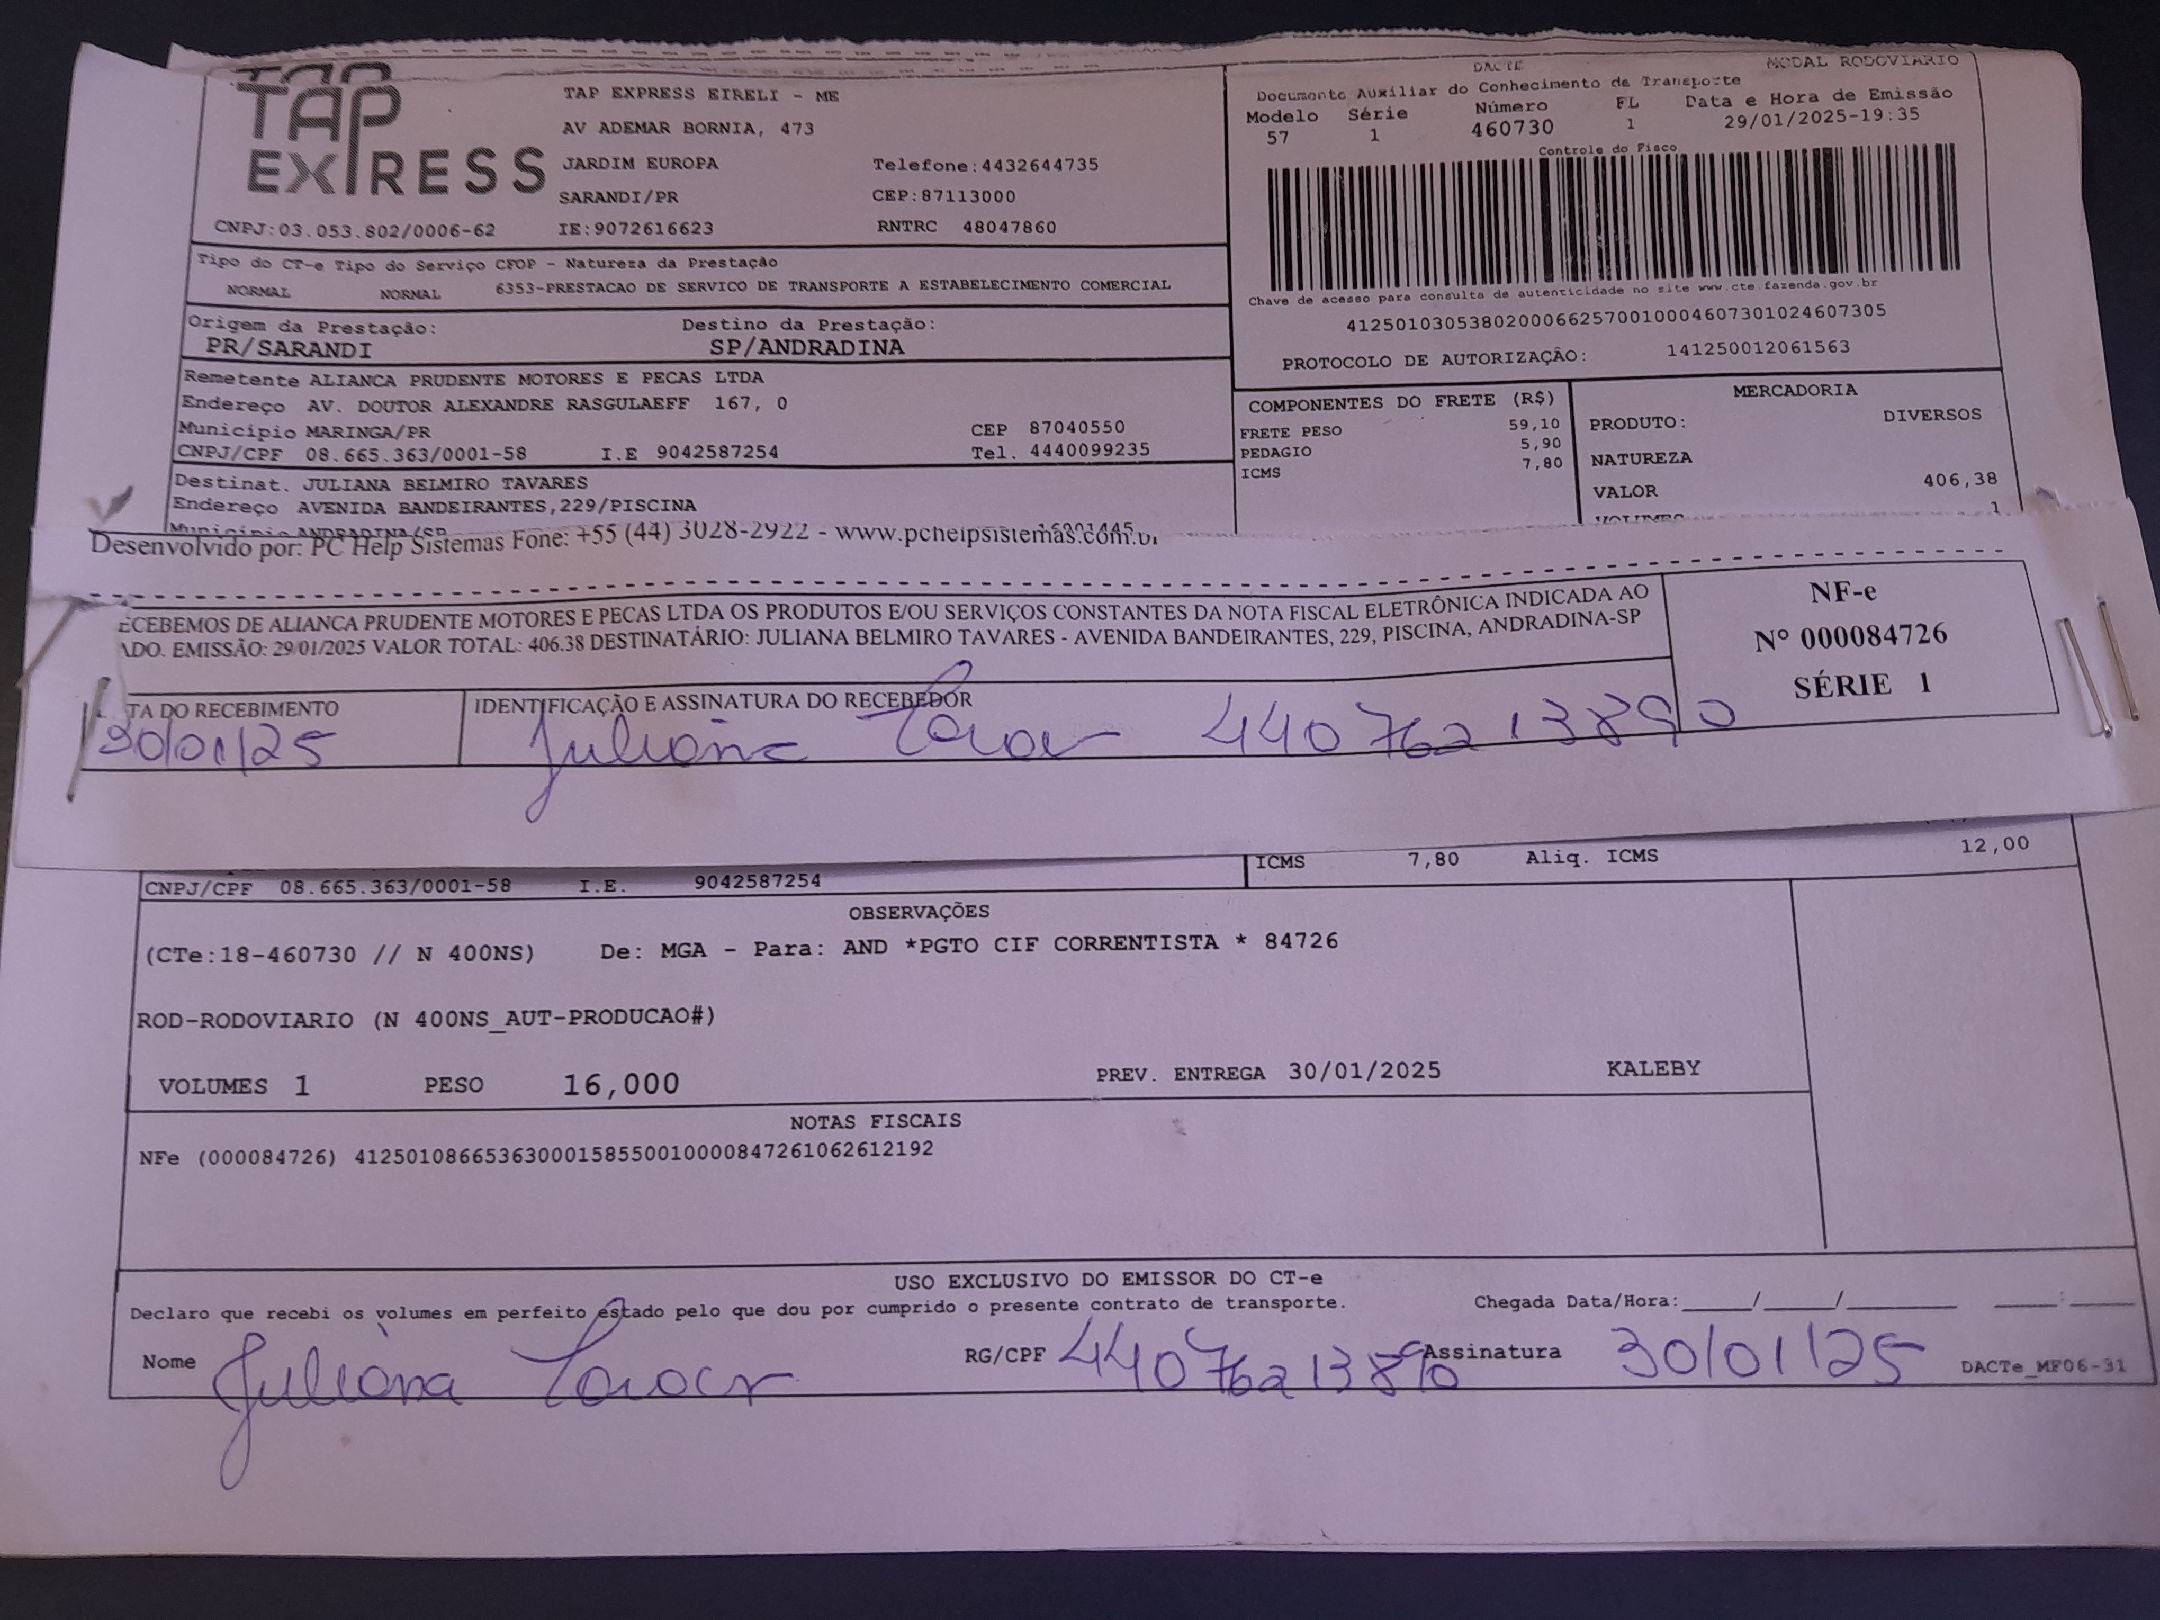 TAP EXPRESS
TAP EXPRESS EIRELI - ME
AV ADEMAR BORNIA, 473
JARDIM EUROPA Telefone:4432644735
SARANDI/PR CEP:87113000
CNPJ:03.053.802/0006-62 IE:9072616623 RNTRC 48047860
DACTE MODAL RODOVIARIO
Documento Auxiliar do Conhecimento de Transporte
Modelo Série Número FL Data e Hora de Emissão
57 1 460730 1 29/01/2025-19:35
Controle do Fisco
Chave de acesso para consulta de autenticidade no site www.cte.fazenda.gov.br
41250103053802000662570010004607301024607305
PROTOCOLO DE AUTORIZAÇÃO: 141250012061563
Tipo do CT-e Tipo do Serviço CFOP - Natureza da Prestação
NORMAL NORMAL 6353-PRESTACAO DE SERVICO DE TRANSPORTE A ESTABELECIMENTO COMERCIAL
Origem da Prestação: Destino da Prestação:
PR/SARANDI SP/ANDRADINA
Remetente ALIANCA PRUDENTE MOTORES E PECAS LTDA
Endereço AV. DOUTOR ALEXANDRE RASGULAEFF 167, 0
Município MARINGA/PR CEP 87040550
CNPJ/CPF 08.665.363/0001-58 I.E 9042587254 Tel. 4440099235
Destinat. JULIANA BELMIRO TAVARES
Endereço AVENIDA BANDEIRANTES,229/PISCINA
Município ANDRADINA/SP 16901445
COMPONENTES DO FRETE (R$)
FRETE PESO 59,10
PEDAGIO 5,90
ICMS 7,80
MERCADORIA
PRODUTO: DIVERSOS
NATUREZA
VALOR 406,38
VOLUMES 1
Desenvolvido por: PC Help Sistemas Fone: +55 (44) 3028-2922 - www.pchelpsistemas.com.br
ECEBEMOS DE ALIANCA PRUDENTE MOTORES E PECAS LTDA OS PRODUTOS E/OU SERVIÇOS CONSTANTES DA NOTA FISCAL ELETRÔNICA INDICADA AO
ADO. EMISSÃO: 29/01/2025 VALOR TOTAL: 406.38 DESTINATÁRIO: JULIANA BELMIRO TAVARES - AVENIDA BANDEIRANTES, 229, PISCINA, ANDRADINA-SP
NF-e
Nº 000084726
SÉRIE 1
TA DO RECEBIMENTO IDENTIFICAÇÃO E ASSINATURA DO RECEBEDOR
30/01/25 Juliana Tavar 44076213890
ICMS 7,80 Aliq. ICMS 12,00
CNPJ/CPF 08.665.363/0001-58 I.E. 9042587254
OBSERVAÇÕES
(CTe:18-460730 // N 400NS) De: MGA - Para: AND *PGTO CIF CORRENTISTA * 84726
ROD-RODOVIARIO (N 400NS_AUT-PRODUCAO#)
VOLUMES 1 PESO 16,000 PREV. ENTREGA 30/01/2025 KALEBY
NOTAS FISCAIS
NFe (000084726) 41250108665363000158550010000847261062612192
USO EXCLUSIVO DO EMISSOR DO CT-e
Declaro que recebi os volumes em perfeito estado pelo que dou por cumprido o presente contrato de transporte. Chegada Data/Hora:_____/_____/_______ ____:____
Nome Juliana Tavar RG/CPF 44076213890 Assinatura 30/01/25 DACTe_MF06-31